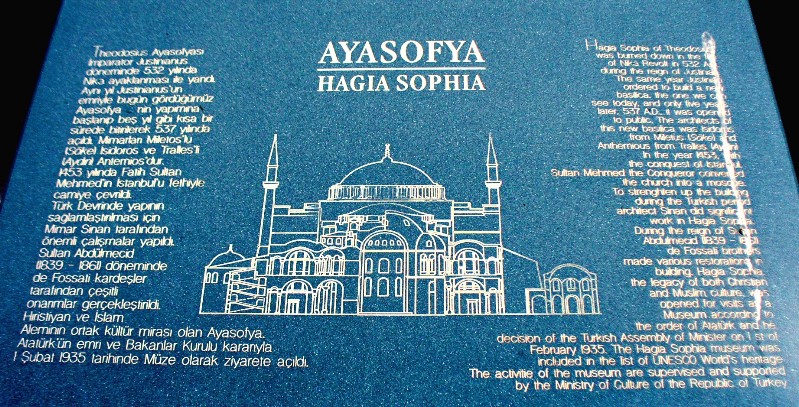 AYASOFYA
HAGIA SOPHIA
Theodosius Ayasofyası
İmparator Justinianus
döneminde 532 yılında
Nika ayaklanması ile yandı.
Aynı yıl Justinianus'un
emriyle bugün gördüğümüz
Ayasofya nın yapımına
başlanıp beş yıl gibi kısa bir
sürede bitirilerek 537 yılında
açıldı. Mimarları Miletos'lu
(Söke) Isidoros ve Tralles'li
(Aydın) Antemios'dur.
1453 yılında Fatih Sultan
Mehmed'in İstanbul'u fethiyle
camiye çevrildi.
Türk Devrinde yapının
sağlamlaştırılması için
Mimar Sinan tarafından
önemli çalışmalar yapıldı.
Sultan Abdülmecid
(1839 - 1861) döneminde
de Fossati kardeşler
tarafından çeşitli
onarımlar gerçekleştirildi.
Hıristiyan ve İslam
Aleminin ortak kültür mirası olan Ayasofya.
Atatürk'ün emri ve Bakanlar Kurulu kararıyla
1 Şubat 1935 tarihinde Müze olarak ziyarete açıldı.
Hagia Sophia of Theodosius
was burned down in the
of Nika Revolt in 532
during the reign of
The same year
ordered to build a new
basilica, the one we can
see today, and only five years
later, 537 A.D., it was opened
to public. The architects of
this new basilica was Isidoros
from Miletus (Söke) and
Anthemious from Tralles (Aydın)
In the year 1453, with
the conquest of Istanbul,
Sultan Mehmed the Conqueror converted
the church into a mosque.
To strenghten up the building
during the Turkish period
architect Sinan did significant
work in Hagia Sophia.
During the reign of
Abdulmecid (1839 - 1861)
de Fossati brothers
made various restorations in
building. Hagia Sophia
the legacy of both Christian
and Muslim culture, was
opened for visits as a
Museum according to
the order of Atatürk and he
decision of the Turkish Assembly of Minister on 1 st of
February 1935. The Hagia Sophia museum was
included in the list of UNESCO World's heritage
The activitie of the museum are supervised and supported
by the Ministry of Culture of the Republic of Turkey